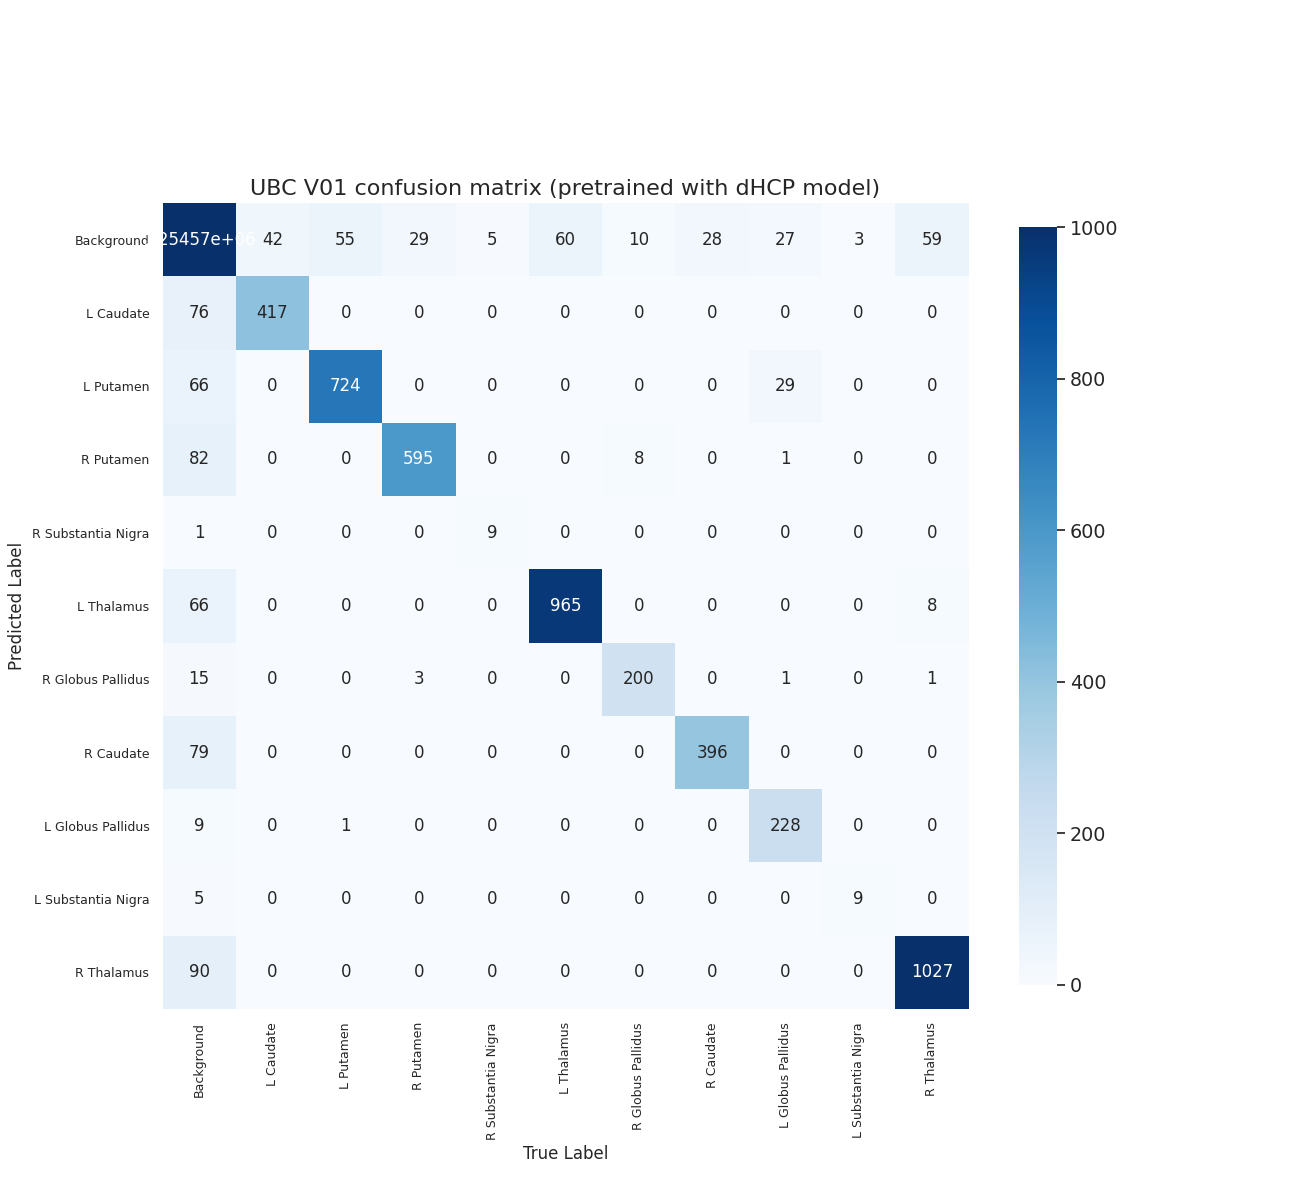 UBC V01 confusion matrix (pretrained with dHCP model)
Background 25457e+06 42 55 29 5 60 10 28 27 3 59
L Caudate 76 417 0 0 0 0 0 0 0 0 0
L Putamen 66 0 724 0 0 0 0 0 29 0 0
R Putamen 82 0 0 595 0 0 8 0 1 0 0
R Substantia Nigra 1 0 0 0 9 0 0 0 0 0 0
L Thalamus 66 0 0 0 0 965 0 0 0 0 8
R Globus Pallidus 15 0 0 3 0 0 200 0 1 0 1
R Caudate 79 0 0 0 0 0 0 396 0 0 0
L Globus Pallidus 9 0 1 0 0 0 0 0 228 0 0
L Substantia Nigra 5 0 0 0 0 0 0 0 0 9 0
R Thalamus 90 0 0 0 0 0 0 0 0 0 1027
Predicted Label
Background
L Caudate
L Putamen
R Putamen
R Substantia Nigra
L Thalamus
R Globus Pallidus
R Caudate
L Globus Pallidus
L Substantia Nigra
R Thalamus
True Label
1000
800
600
400
200
0